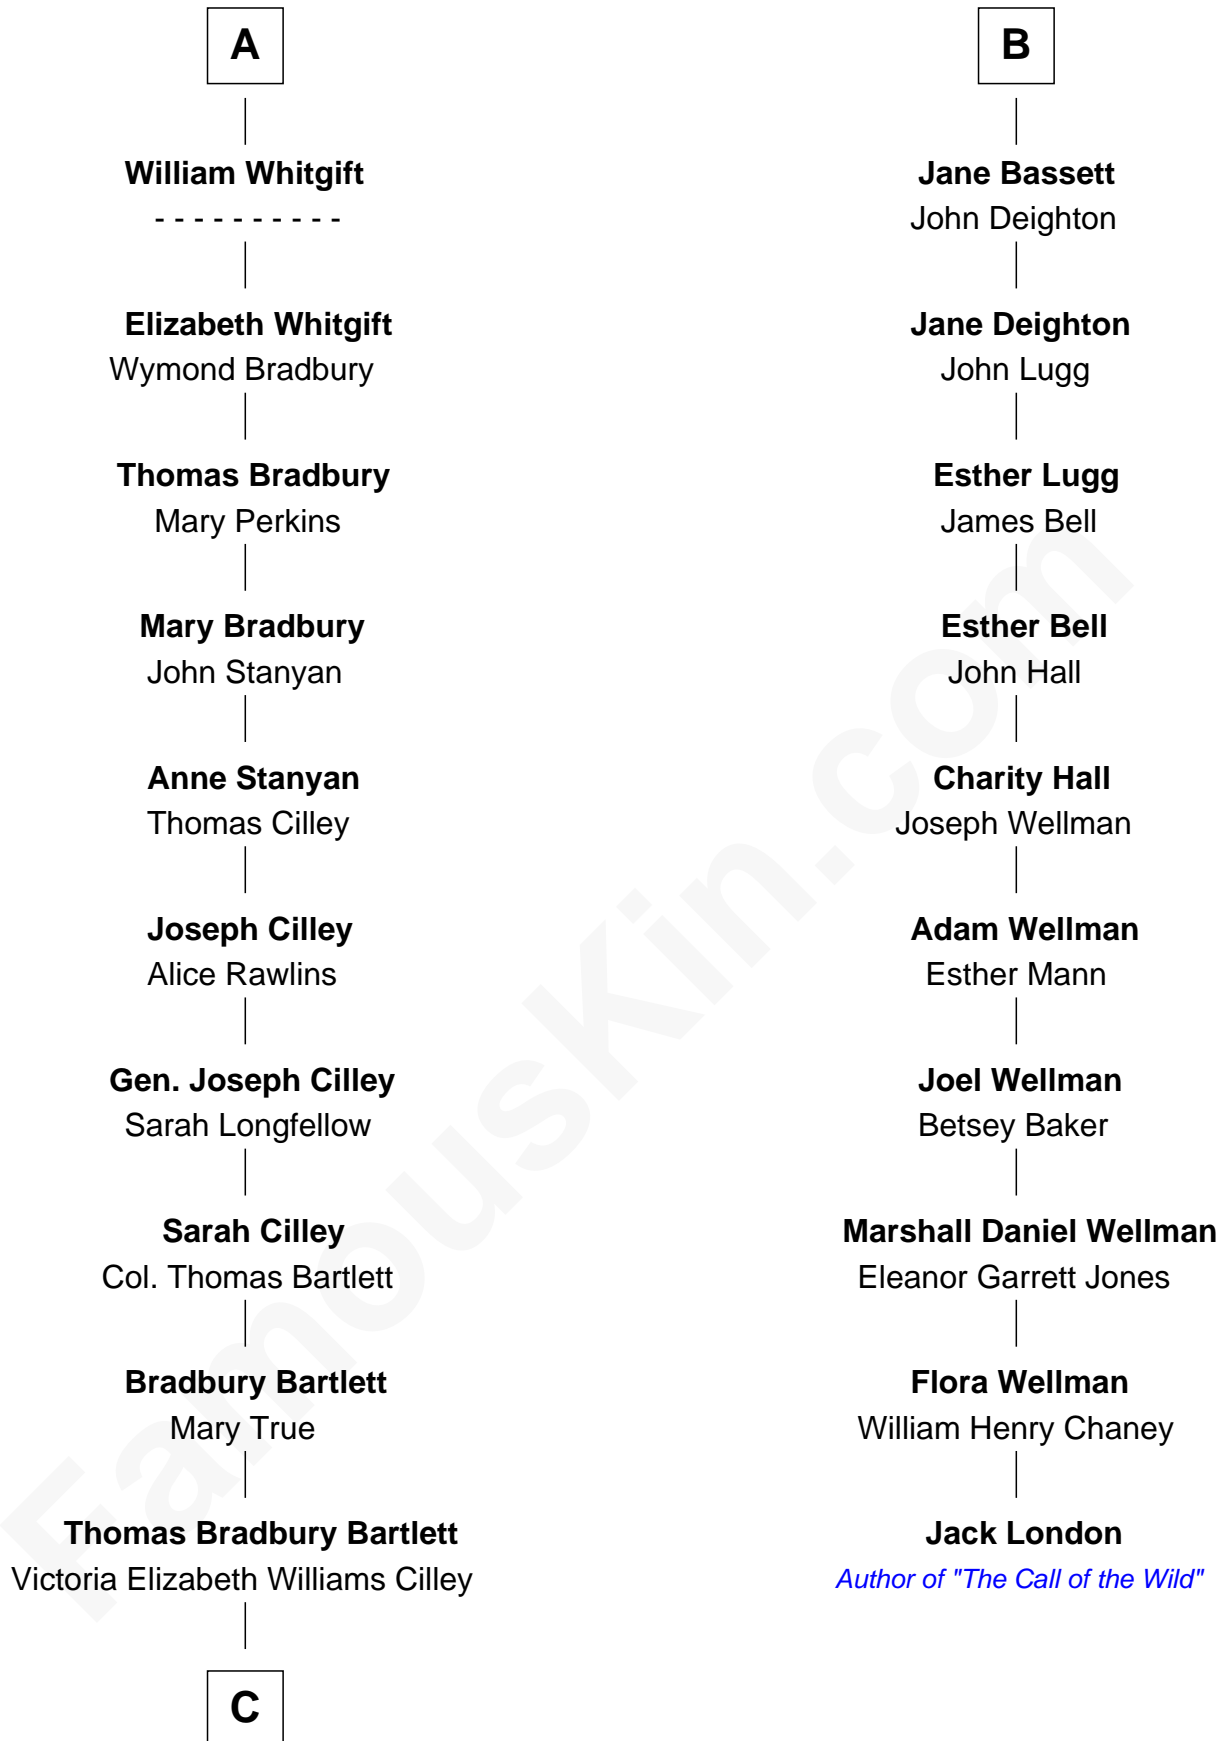 A
William Whitgift
- - - - - - - - - -
Elizabeth Whitgift
Wymond Bradbury
Thomas Bradbury
Mary Perkins
Mary Bradbury
John Stanyan
Anne Stanyan
Thomas Cilley
Joseph Cilley
Alice Rawlins
Gen. Joseph Cilley
Sarah Longfellow
Sarah Cilley
Col. Thomas Bartlett
Bradbury Bartlett
Mary True
Thomas Bradbury Bartlett
Victoria Elizabeth Williams Cilley
C
B
Jane Bassett
John Deighton
Jane Deighton
John Lugg
Esther Lugg
James Bell
Esther Bell
John Hall
Charity Hall
Joseph Wellman
Adam Wellman
Esther Mann
Joel Wellman
Betsey Baker
Marshall Daniel Wellman
Eleanor Garrett Jones
Flora Wellman
William Henry Chaney
Jack London
Author of "The Call of the Wild"
FamousKin.com